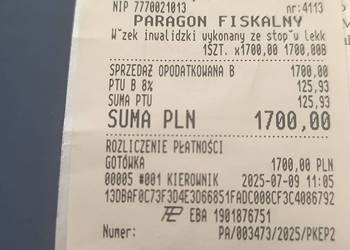 NIP 7770021013 nr:4113
PARAGON FISKALNY
W˘zek inwalidzki wykonany ze stop˘w lekk
1SZT. x1700,00 1700,00B
SPRZEDAŻ OPODATKOWANA B 1700,00
PTU B 8% 125,93
SUMA PTU 125,93
SUMA PLN 1700,00
ROZLICZENIE PŁATNOŚCI
GOTÓWKA 1700,00 PLN
00005 #001 KIEROWNIK 2025-07-09 11:05
13DBAF0C73F3D4E3D66851FADC008CF3C4086792
EBA 1901876751
Numer: PA/003473/2025/PKEP2